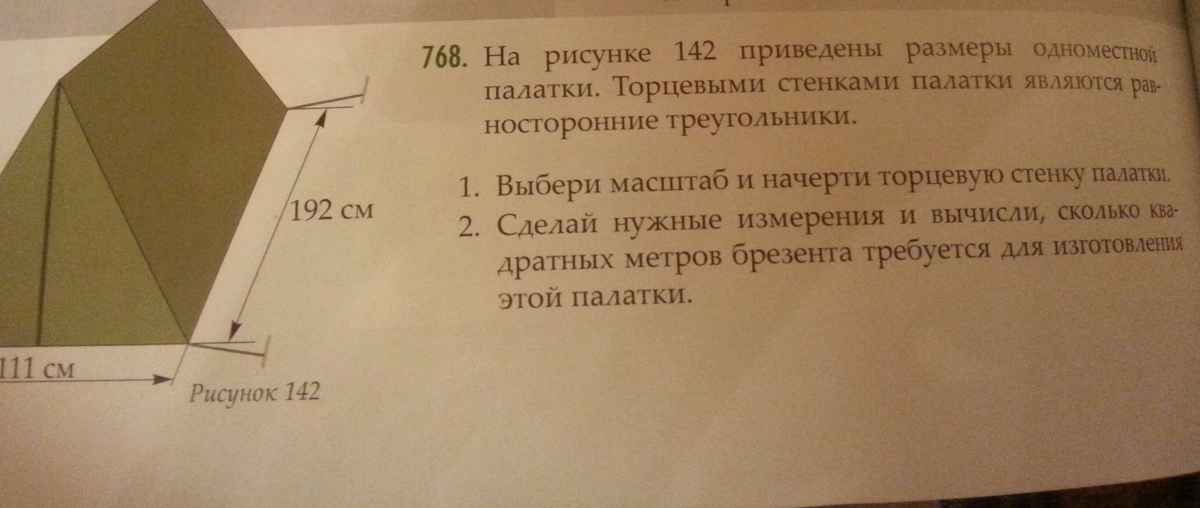 768. На рисунке 142 приведены размеры одноместной
палатки. Торцевыми стенками палатки являются рав-
носторонние треугольники.
1. Выбери масштаб и начерти торцевую стенку палатки.
2. Сделай нужные измерения и вычисли, сколько ква-
дратных метров брезента требуется для изготовления
этой палатки.
192 см
111 см
Рисунок 142